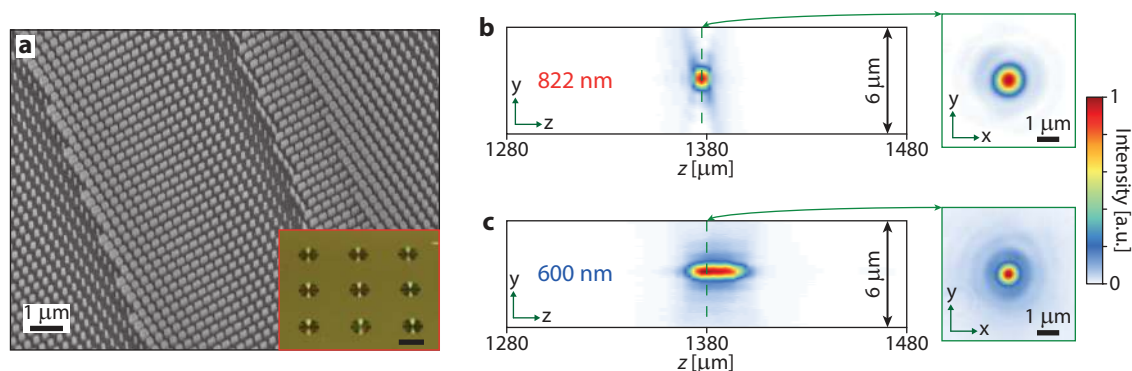 a
1 μm
b
822 nm
y
z
6 μm
1280
1380
1480
z [μm]
y
x
1 μm
c
600 nm
y
z
6 μm
1280
1380
1480
z [μm]
y
x
1 μm
1
0
Intensity [a.u.]